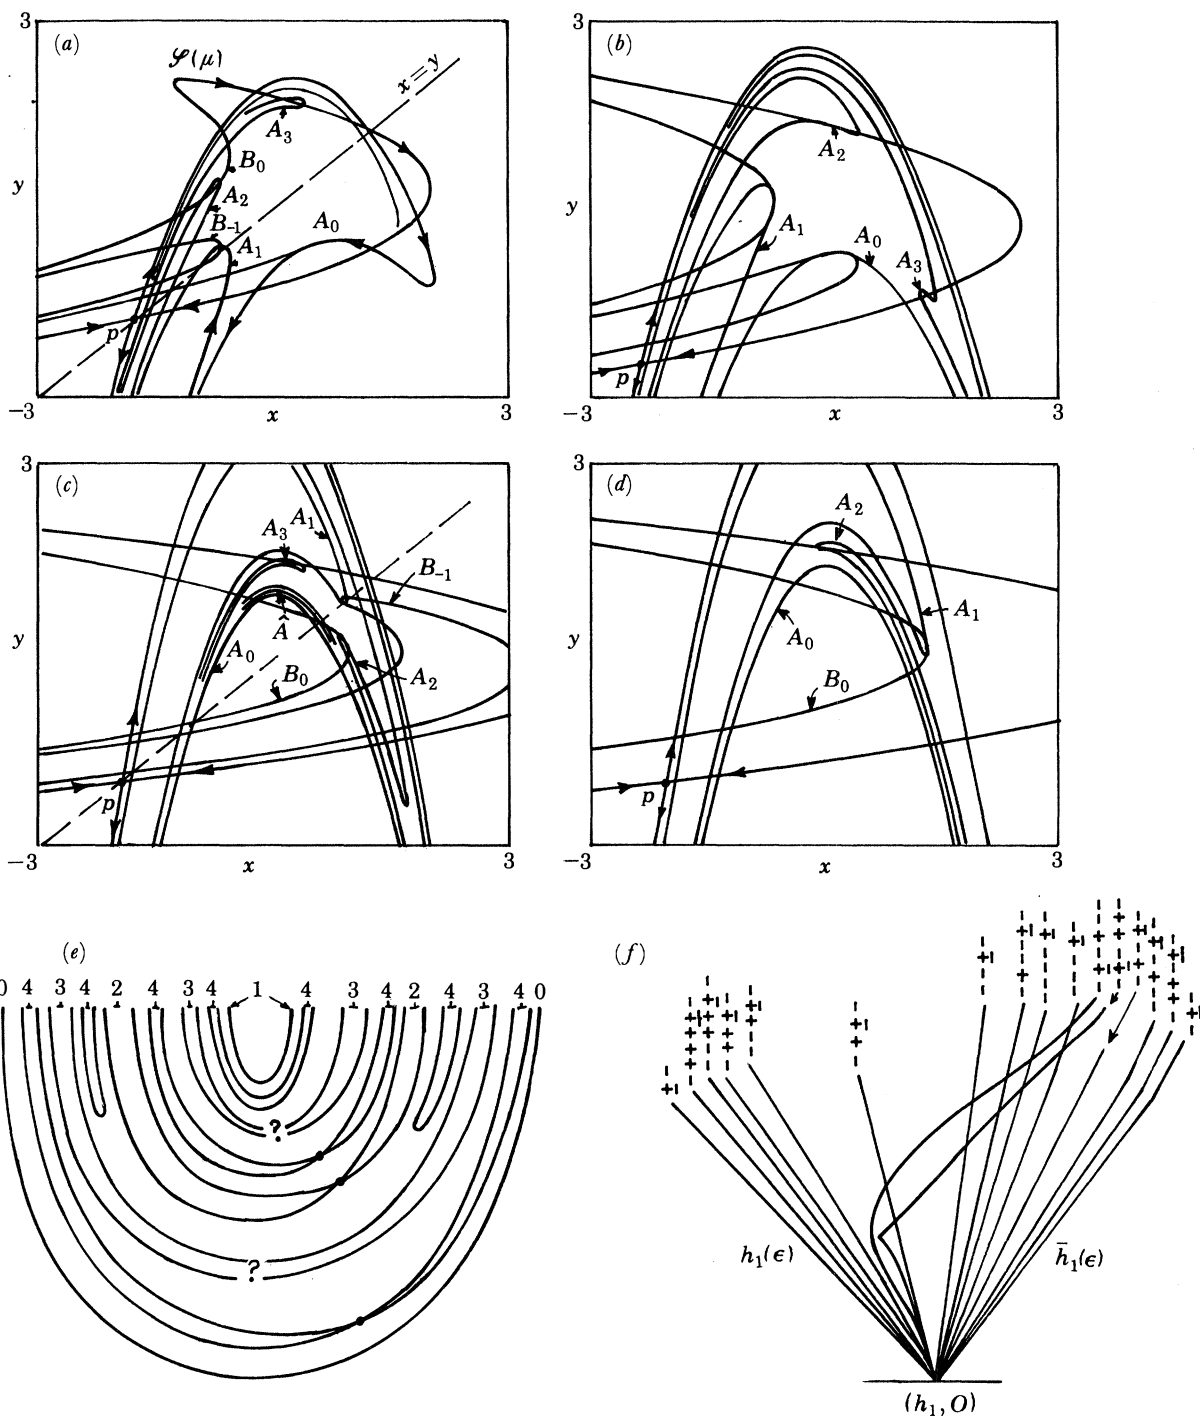 3
(a)
𝒮(μ)
x=y
A₃
B₀
A₂
B₋₁
A₁
A₀
y
p
−3
x
3
3
(b)
A₂
A₁
A₀
A₃
y
p
−3
x
3
3
(c)
A₃
A₁
B₋₁
Â
A₀
A₂
B₀
y
p
−3
x
3
3
(d)
A₂
A₁
A₀
B₀
y
p
−3
x
3
(e)
0 4 3 4 2 4 3 4 1 4 3 4 2 4 3 4 0
?
?
(f)
h₁(ϵ)
h̄₁(ϵ)
(h₁, O)